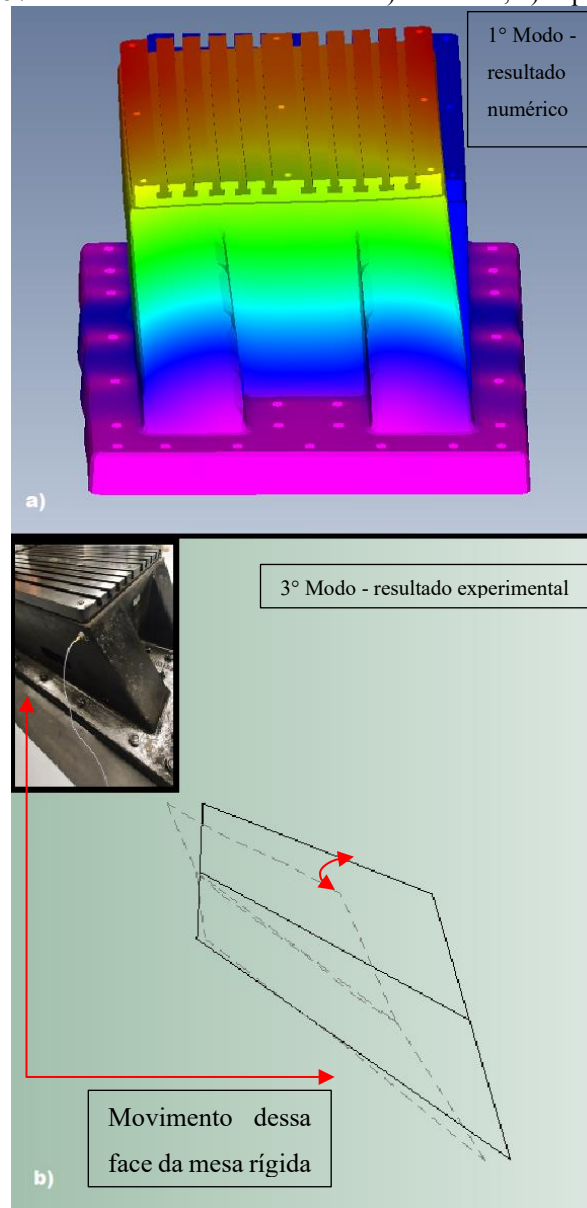 1° Modo -
resultado
numérico
a)
3° Modo - resultado experimental
Movimento dessa
face da mesa rígida
b)